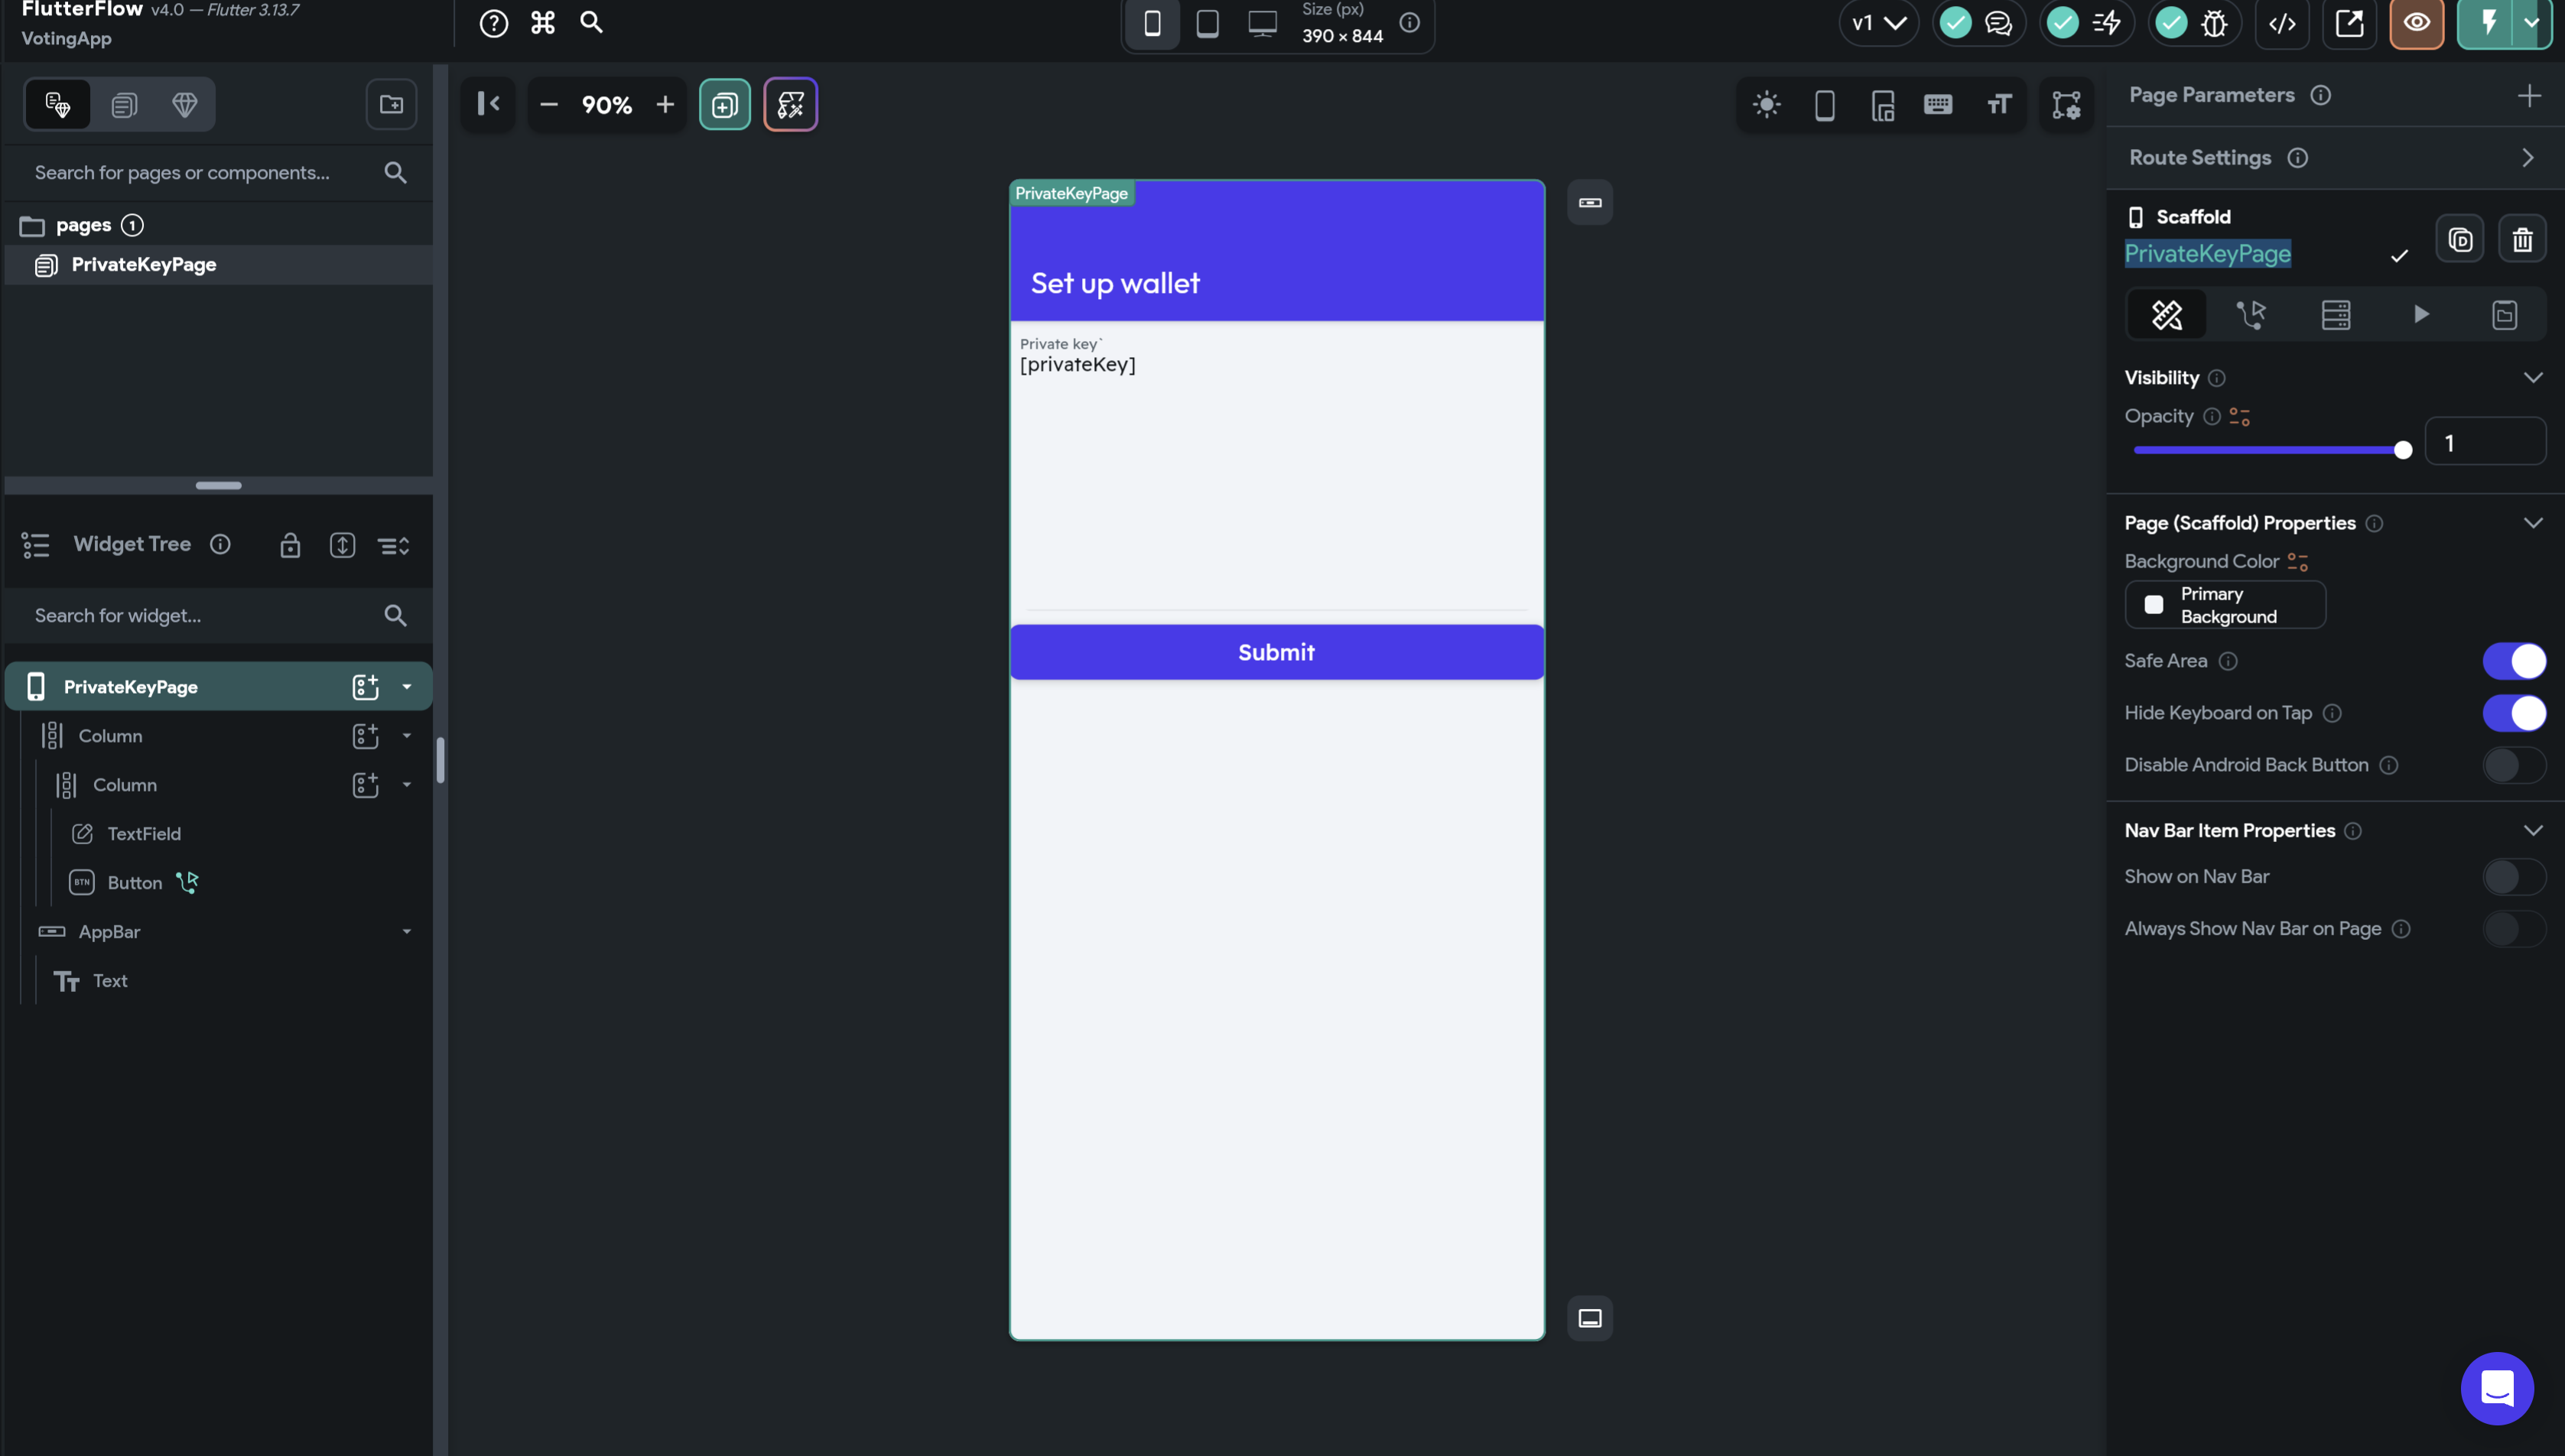 FlutterFlow v4.0 — Flutter 3.13.7
VotingApp
Size (px)
390 × 844
v1
90%
Search for pages or components...
pages 1
PrivateKeyPage
Widget Tree
Search for widget...
PrivateKeyPage
Column
Column
TextField
BTN Button
AppBar
Tт Text
PrivateKeyPage
Set up wallet
Private key`
[privateKey]
Submit
тT
Page Parameters
Route Settings
Scaffold
PrivateKeyPage
Visibility
Opacity
1
Page (Scaffold) Properties
Background Color
Primary
Background
Safe Area
Hide Keyboard on Tap
Disable Android Back Button
Nav Bar Item Properties
Show on Nav Bar
Always Show Nav Bar on Page